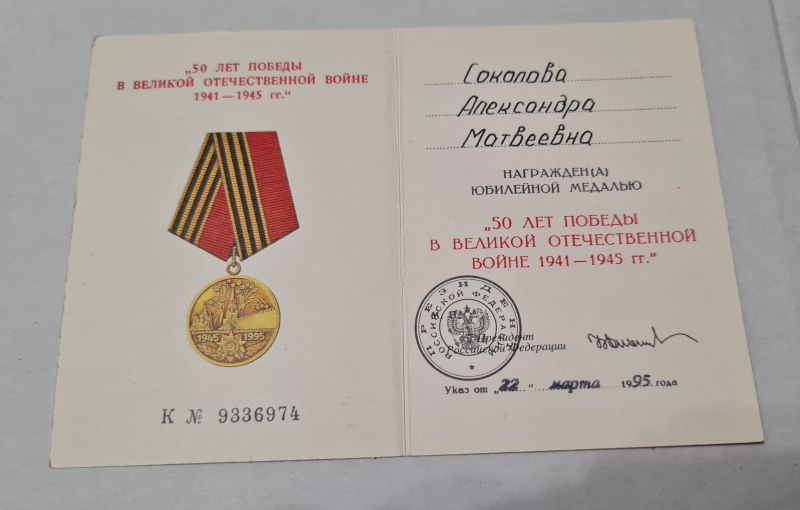 „50 ЛЕТ ПОБЕДЫ
В ВЕЛИКОЙ ОТЕЧЕСТВЕННОЙ ВОЙНЕ
1941—1945 гг.“
1945 1995
К № 9336974
Соколова
Александра
Матвеевна
НАГРАЖДЕН(А)
ЮБИЛЕЙНОЙ МЕДАЛЬЮ
„50 ЛЕТ ПОБЕДЫ
В ВЕЛИКОЙ ОТЕЧЕСТВЕННОЙ
ВОЙНЕ 1941—1945 гг.“
Президент
Российской Федерации
Указ от „22“ марта 1995 года